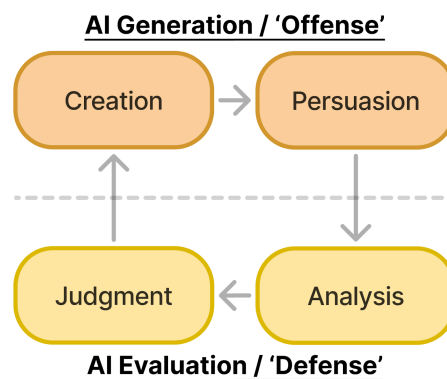 AI Generation / ‘Offense’
Creation
Persuasion
Judgment
Analysis
AI Evaluation / ‘Defense’